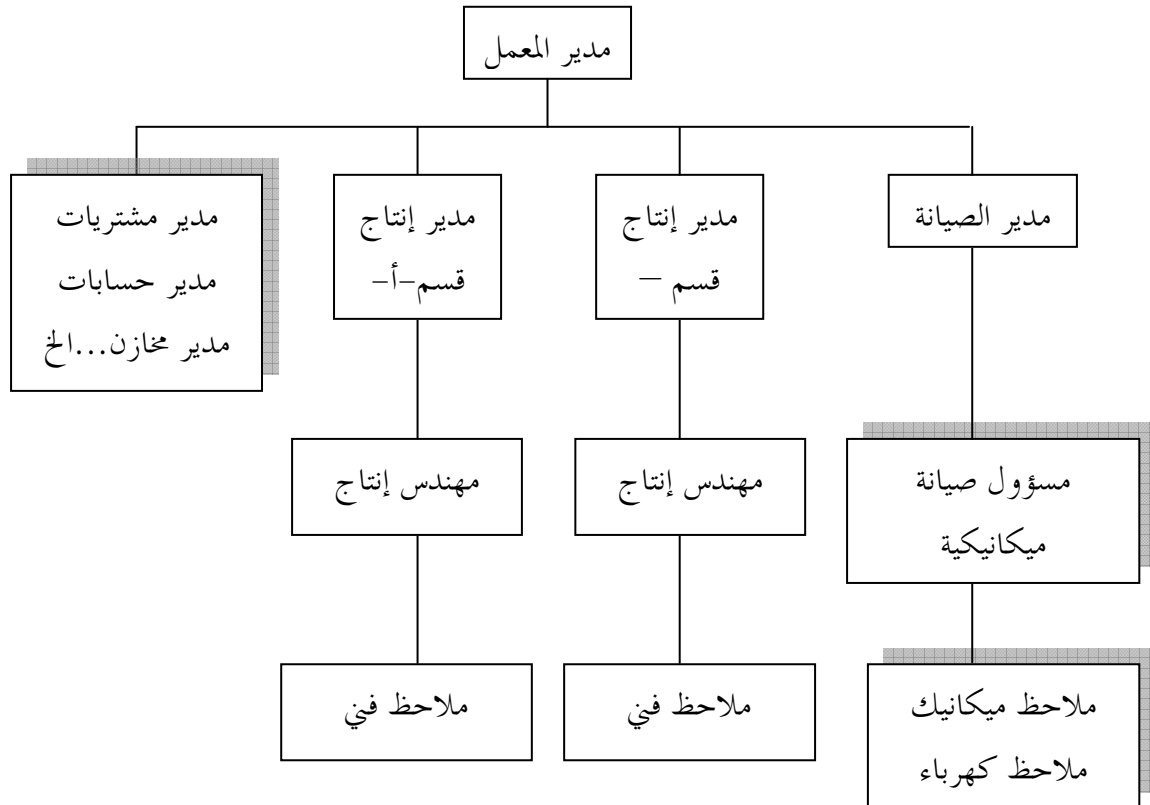 مدير المعمل
مدير الصيانة
مدير إنتاج
قسم –
مدير إنتاج
قسم-أ-
مدير مشتريات
مدير حسابات
مدير مخازن...الخ
مسؤول صيانة
ميكانيكية
مهندس إنتاج
مهندس إنتاج
ملاحظ ميكانيك
ملاحظ كهرباء
ملاحظ فني
ملاحظ فني